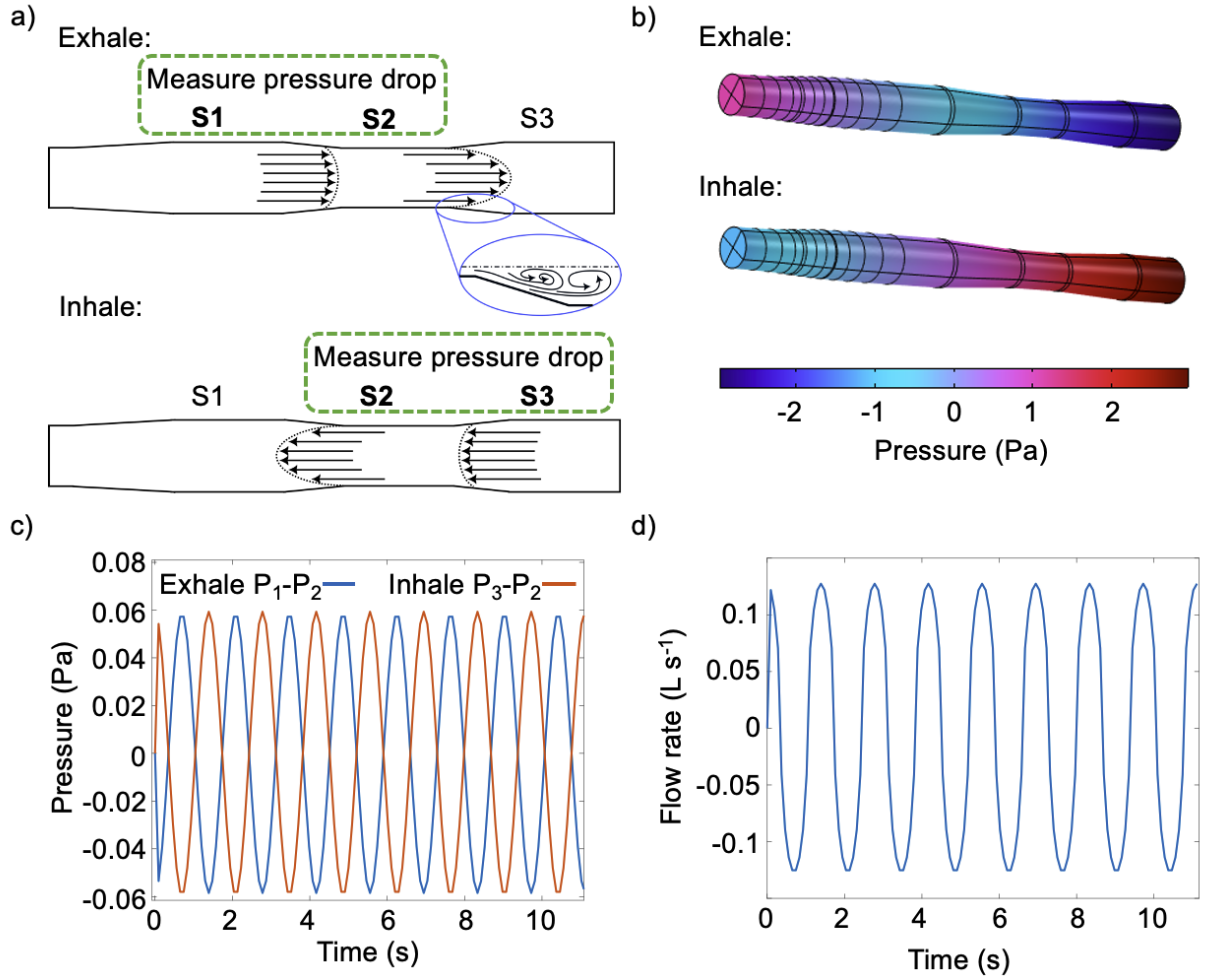 a)
Exhale:
Measure pressure drop
S1 S2 S3
Inhale:
Measure pressure drop
S1 S2 S3
b)
Exhale:
Inhale:
-2 -1 0 1 2
Pressure (Pa)
c)
0.08
0.06
0.04
0.02
0
-0.02
-0.04
-0.06
Pressure (Pa)
Exhale P₁-P₂ Inhale P₃-P₂
0 2 4 6 8 10
Time (s)
d)
0.1
0.05
0
-0.05
-0.1
Flow rate (L s⁻¹)
0 2 4 6 8 10
Time (s)